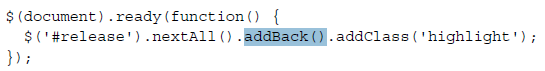 $(document).ready(function() {
  $('#release').nextAll().addBack().addClass('highlight');
});